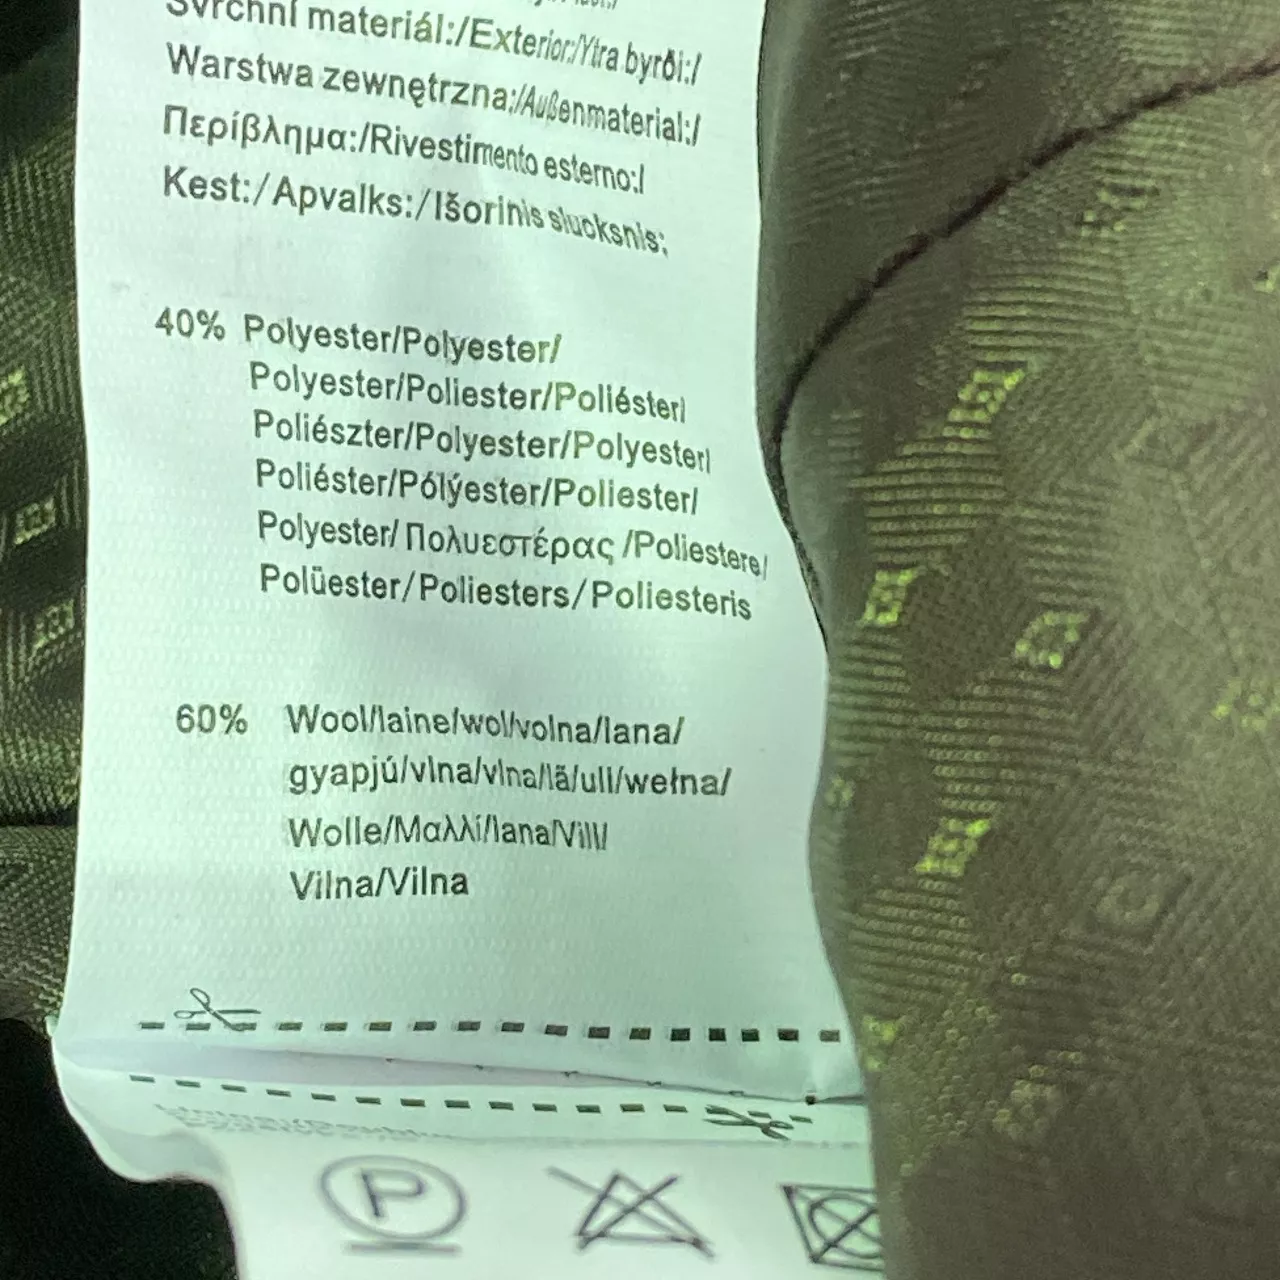 Svrchní materiál:/Exterior:/Ytra byrði:/
Warstwa zewnętrzna:/Außenmaterial:/
Περίβλημα:/Rivestimento esterno:/
Kest:/Apvalks:/Išorinis sluoksnis:
40% Polyester/Polyester/
Polyester/Poliester/Poliéster/
Poliészter/Polyester/Polyester/
Poliéster/Pólýester/Poliester/
Polyester/Πολυεστέρας /Poliestere/
Polüester/Poliesters/Poliesteris
60% Wool/laine/wol/volna/lana/
gyapjú/vlna/vlna/lã/ull/wełna/
Wolle/Μαλλί/lana/Vill/
Vilna/Vilna
P